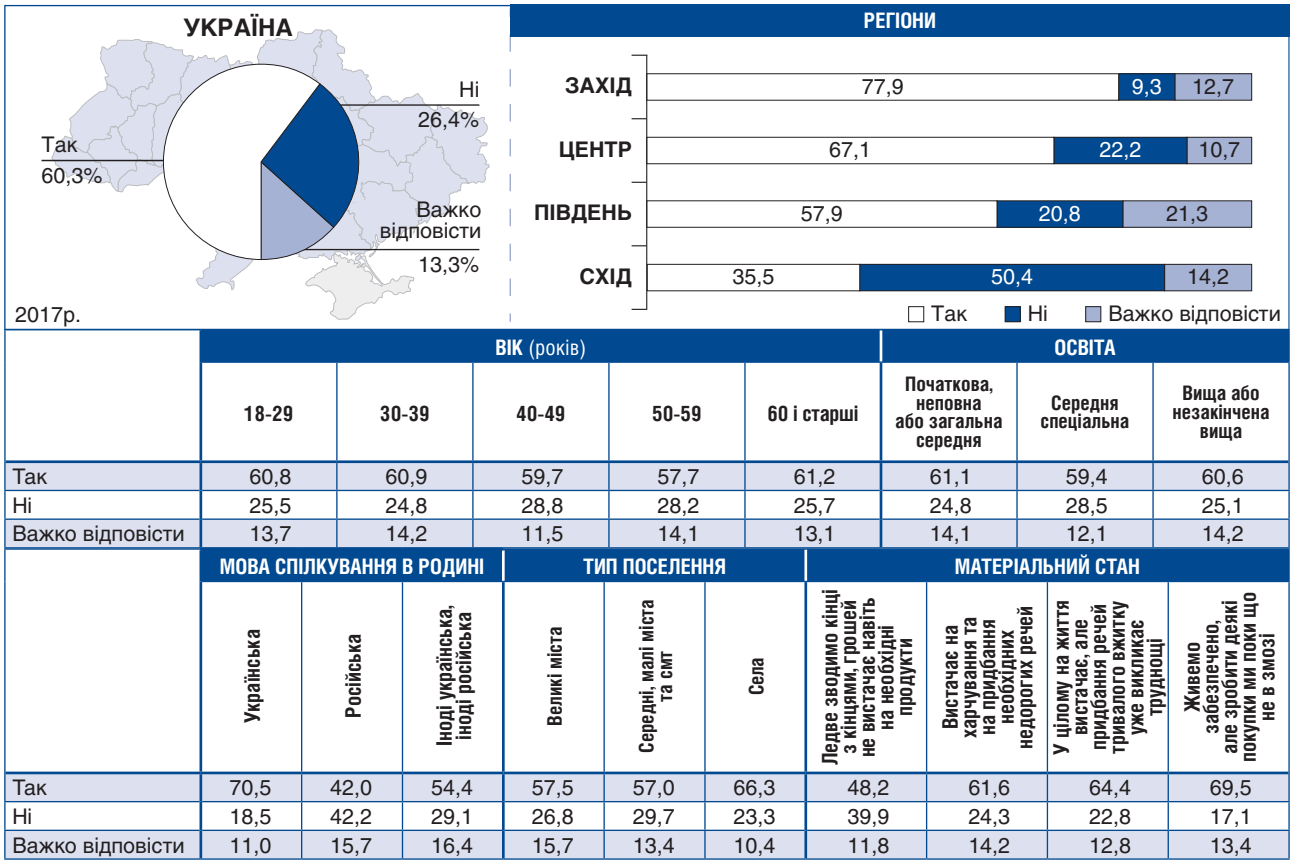 УКРАЇНА
Так
60,3%
Ні
26,4%
Важко
відповісти
13,3%
2017р.
РЕГІОНИ
ЗАХІД 77,9 9,3 12,7
ЦЕНТР 67,1 22,2 10,7
ПІВДЕНЬ 57,9 20,8 21,3
СХІД 35,5 50,4 14,2
Так Ні Важко відповісти
ВІК (років) ОСВІТА
18-29 30-39 40-49 50-59 60 і старші
Початкова,
неповна
або загальна
середня
Середня
спеціальна
Вища або
незакінчена
вища
Так 60,8 60,9 59,7 57,7 61,2 61,1 59,4 60,6
Ні 25,5 24,8 28,8 28,2 25,7 24,8 28,5 25,1
Важко відповісти 13,7 14,2 11,5 14,1 13,1 14,1 12,1 14,2
МОВА СПІЛКУВАННЯ В РОДИНІ ТИП ПОСЕЛЕННЯ МАТЕРІАЛЬНИЙ СТАН
Українська
Російська
Іноді українська,
іноді російська
Великі міста
Середні, малі міста
та смт
Села
Ледве зводимо кінці
з кінцями, грошей
не вистачає навіть
на необхідні
продукти
Вистачає на
харчування та
на придбання
необхідних
недорогих речей
У цілому на життя
вистачає, але
придбання речей
тривалого вжитку
уже викликає
труднощі
Живемо
забезпечено,
але зробити деякі
покупки ми поки що
не в змозі
Так 70,5 42,0 54,4 57,5 57,0 66,3 48,2 61,6 64,4 69,5
Ні 18,5 42,2 29,1 26,8 29,7 23,3 39,9 24,3 22,8 17,1
Важко відповісти 11,0 15,7 16,4 15,7 13,4 10,4 11,8 14,2 12,8 13,4